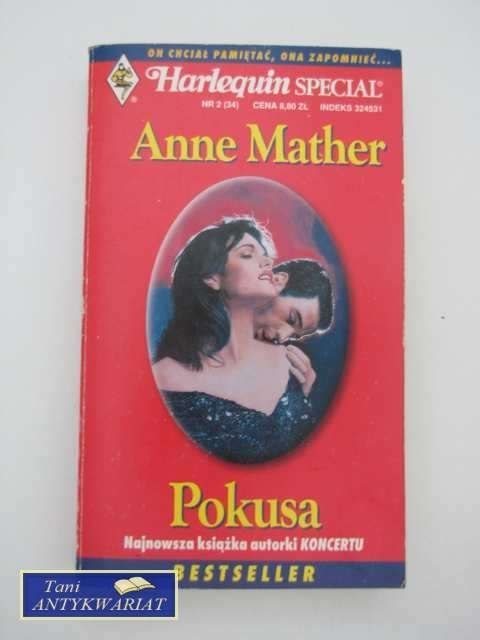 ON CHCIAŁ PAMIĘTAĆ, ONA ZAPOMNIEĆ...
Harlequin SPECIAL®
NR 2 (34) CENA 8,80 ZŁ INDEKS 324531
Anne Mather
Pokusa
Najnowsza książka autorki KONCERTU
BESTSELLER
Tani
ANTYKWARIAT